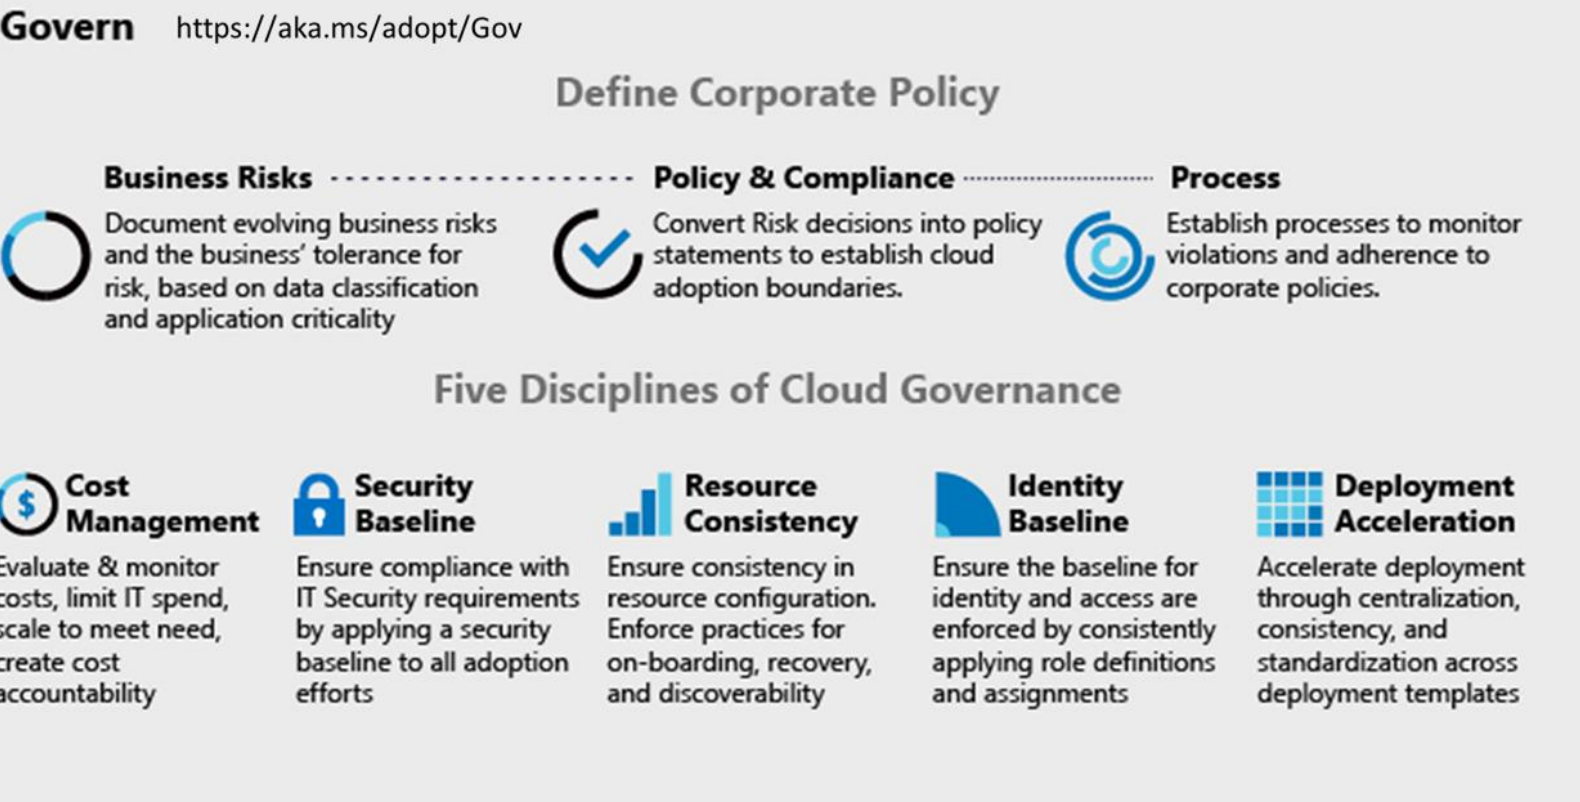 Govern https://aka.ms/adopt/Gov
Define Corporate Policy
Business Risks
Document evolving business risks
and the business' tolerance for
risk, based on data classification
and application criticality
Policy & Compliance
Convert Risk decisions into policy
statements to establish cloud
adoption boundaries.
Process
Establish processes to monitor
violations and adherence to
corporate policies.
Five Disciplines of Cloud Governance
$
Cost
Management
Evaluate & monitor
costs, limit IT spend,
scale to meet need,
create cost
accountability
Security
Baseline
Ensure compliance with
IT Security requirements
by applying a security
baseline to all adoption
efforts
Resource
Consistency
Ensure consistency in
resource configuration.
Enforce practices for
on-boarding, recovery,
and discoverability
Identity
Baseline
Ensure the baseline for
identity and access are
enforced by consistently
applying role definitions
and assignments
Deployment
Acceleration
Accelerate deployment
through centralization,
consistency, and
standardization across
deployment templates